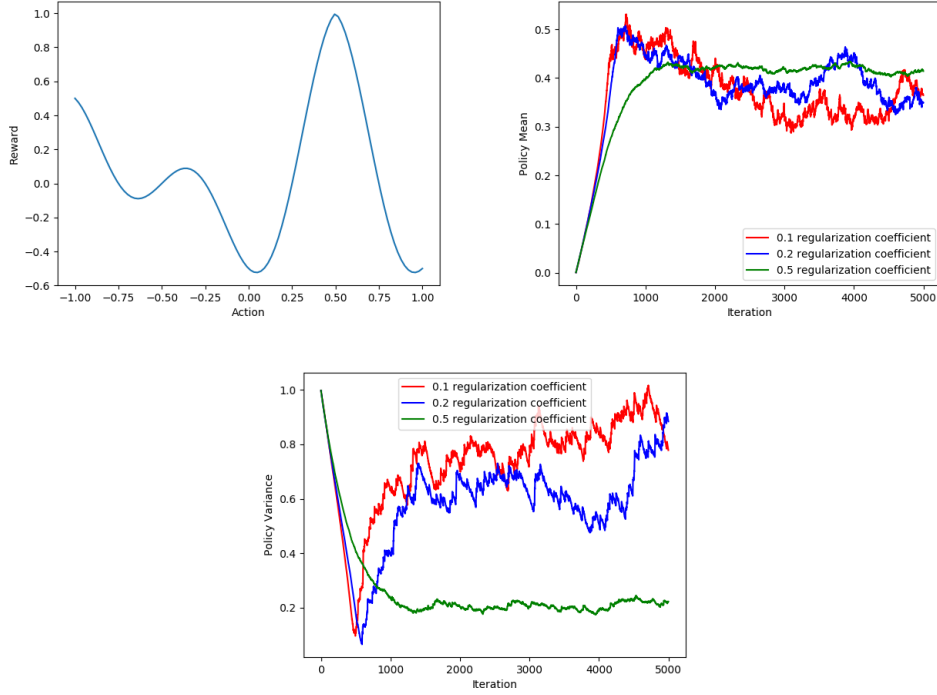 1.0
0.8
0.6
0.4
0.2
0.0
−0.2
−0.4
−0.6
Reward
−1.00 −0.75 −0.50 −0.25 0.00 0.25 0.50 0.75 1.00
Action
0.5
0.4
0.3
0.2
0.1
0.0
Policy Mean
0.1 regularization coefficient
0.2 regularization coefficient
0.5 regularization coefficient
0 1000 2000 3000 4000 5000
Iteration
1.0
0.8
0.6
0.4
0.2
Policy Variance
0.1 regularization coefficient
0.2 regularization coefficient
0.5 regularization coefficient
0 1000 2000 3000 4000 5000
Iteration